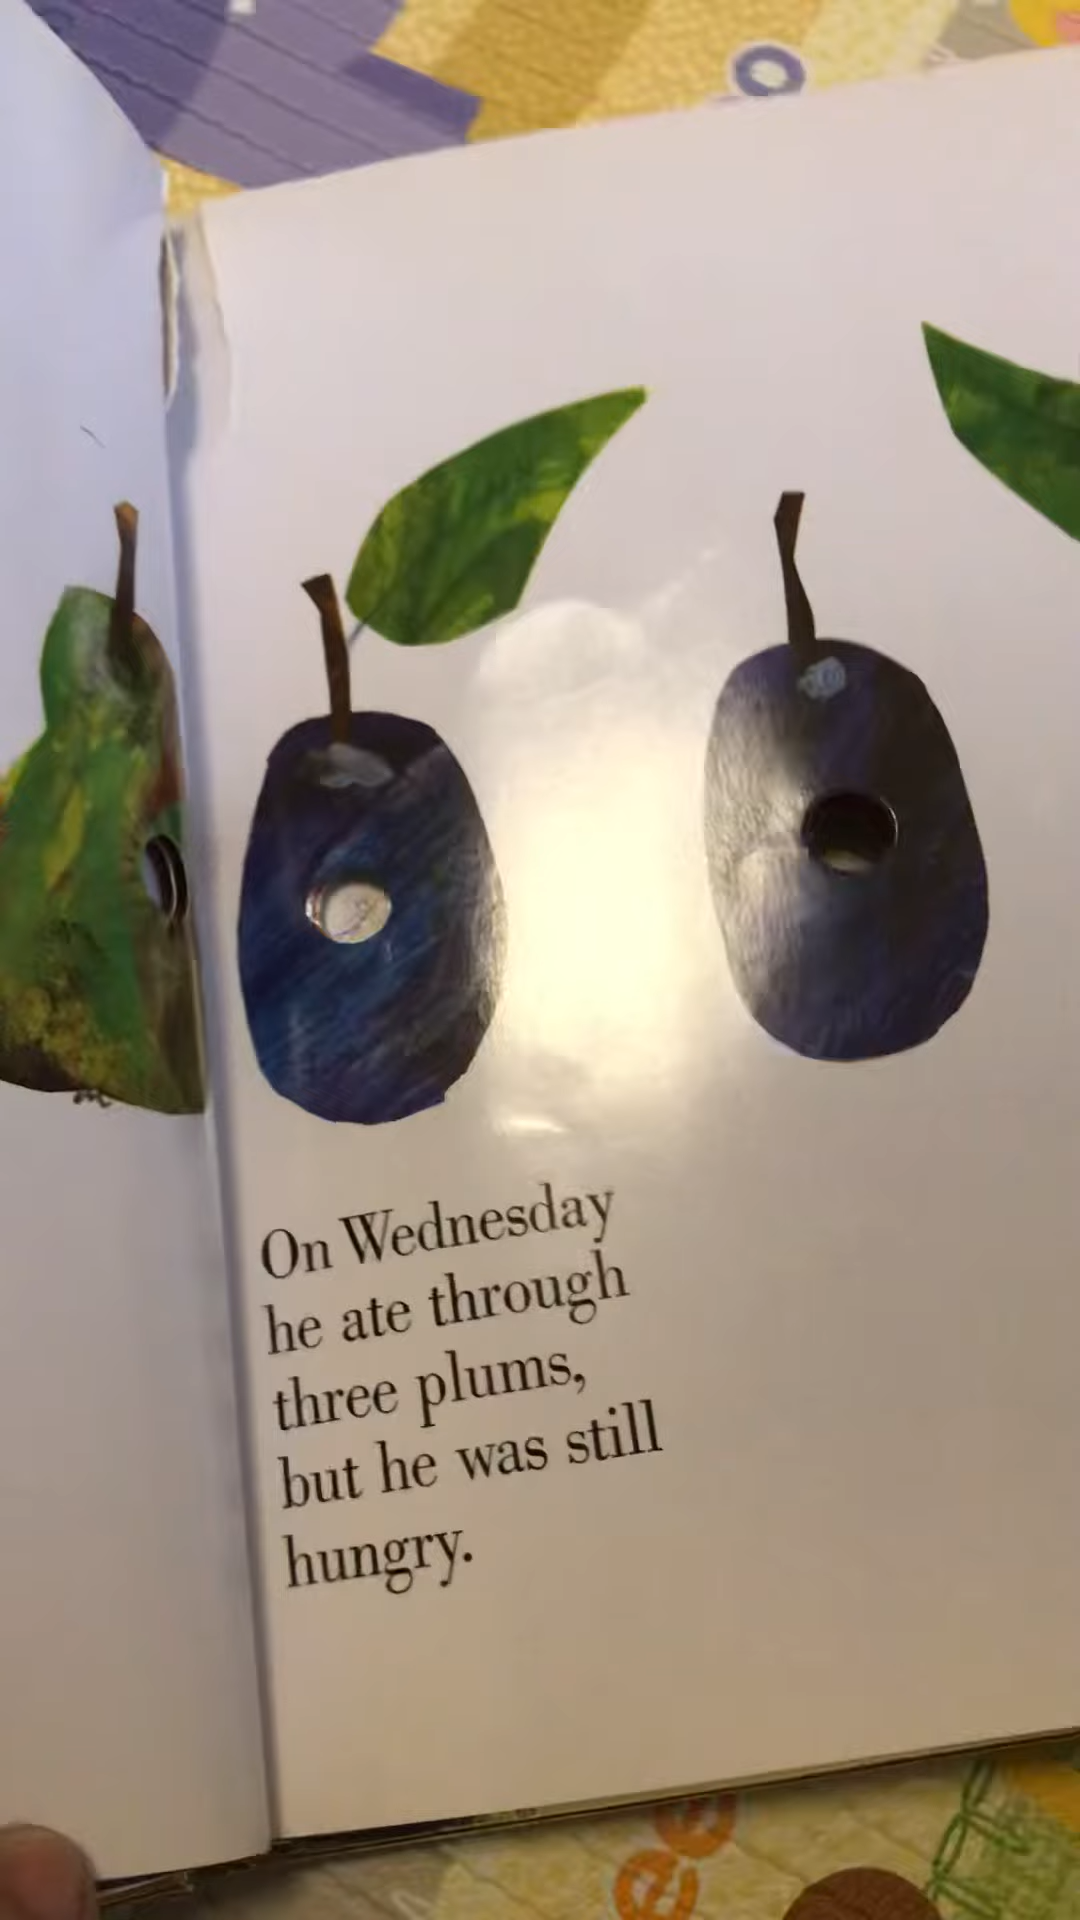 On Wednesday
he ate through
three plums,
but he was still
hungry.